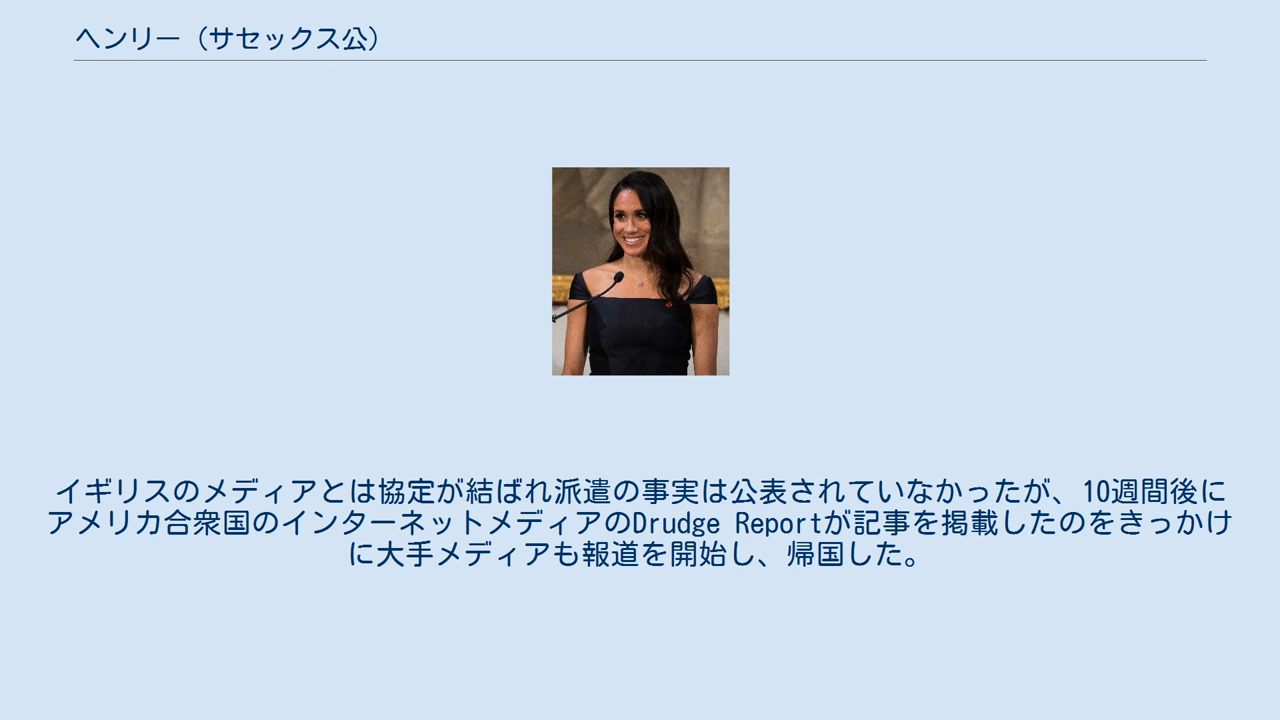 ヘンリー（サセックス公）
イギリスのメディアとは協定が結ばれ派遣の事実は公表されていなかったが、10週間後に
アメリカ合衆国のインターネットメディアのDrudge Reportが記事を掲載したのをきっかけ
に大手メディアも報道を開始し、帰国した。